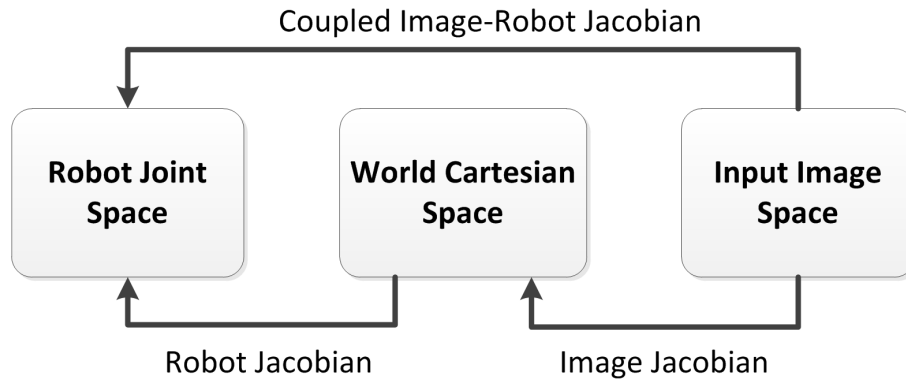 Coupled Image-Robot Jacobian
Robot Joint
Space
World Cartesian
Space
Input Image
Space
Robot Jacobian
Image Jacobian